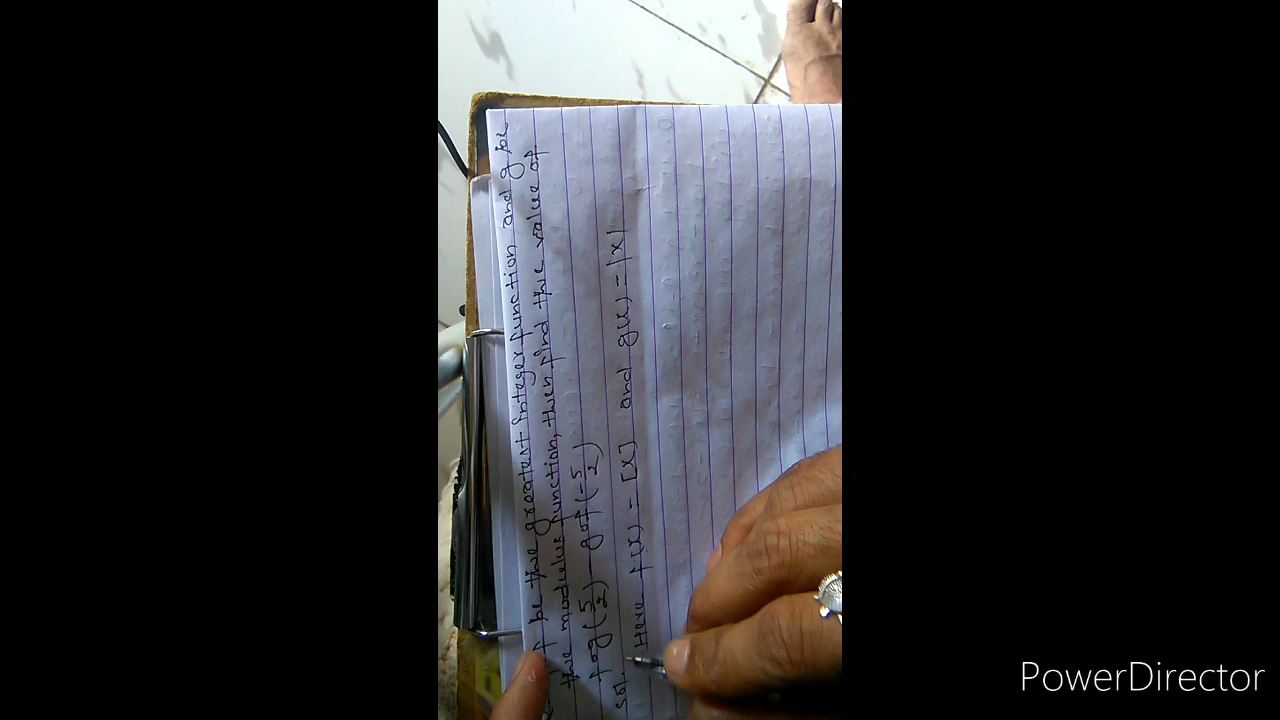 f be the greatest integer function and g be
the modulus function, then find the value of
fog(5/2) - gof(-5/2)
Sol. Here f(x) = [x] and g(x) = |x|
PowerDirector